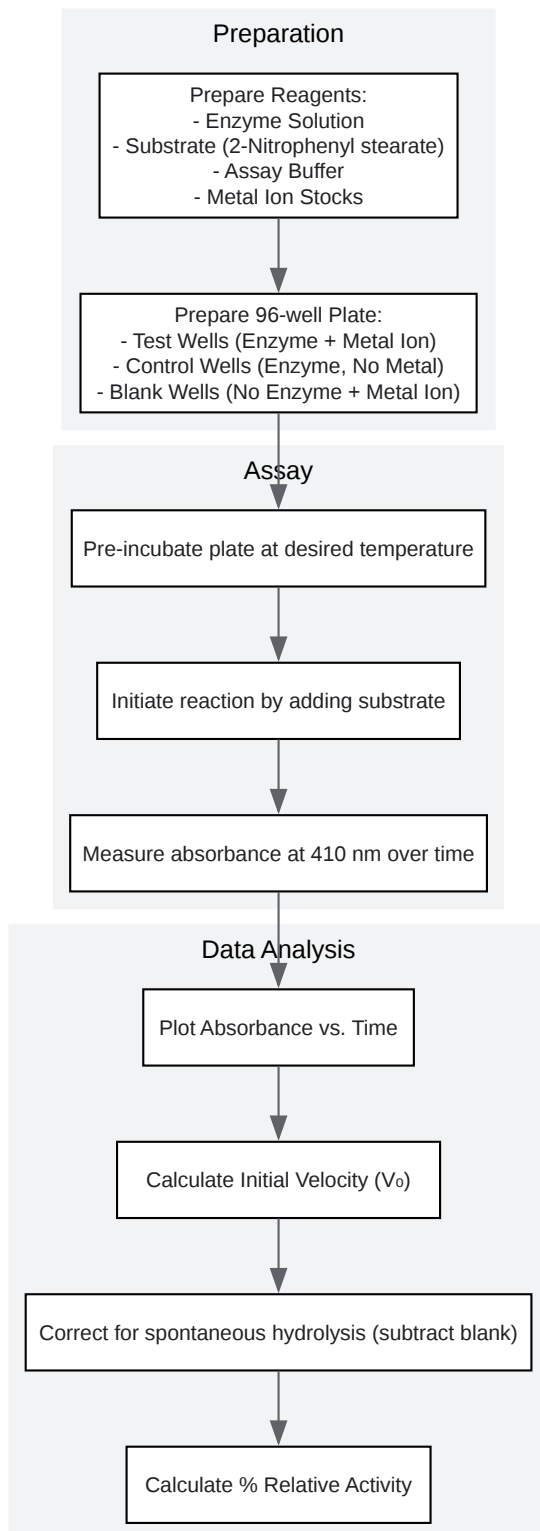 Preparation
Prepare Reagents:
- Enzyme Solution
- Substrate (2-Nitrophenyl stearate)
- Assay Buffer
- Metal Ion Stocks
Prepare 96-well Plate:
- Test Wells (Enzyme + Metal Ion)
- Control Wells (Enzyme, No Metal)
- Blank Wells (No Enzyme + Metal Ion)
Assay
Pre-incubate plate at desired temperature
Initiate reaction by adding substrate
Measure absorbance at 410 nm over time
Data Analysis
Plot Absorbance vs. Time
Calculate Initial Velocity (V₀)
Correct for spontaneous hydrolysis (subtract blank)
Calculate % Relative Activity